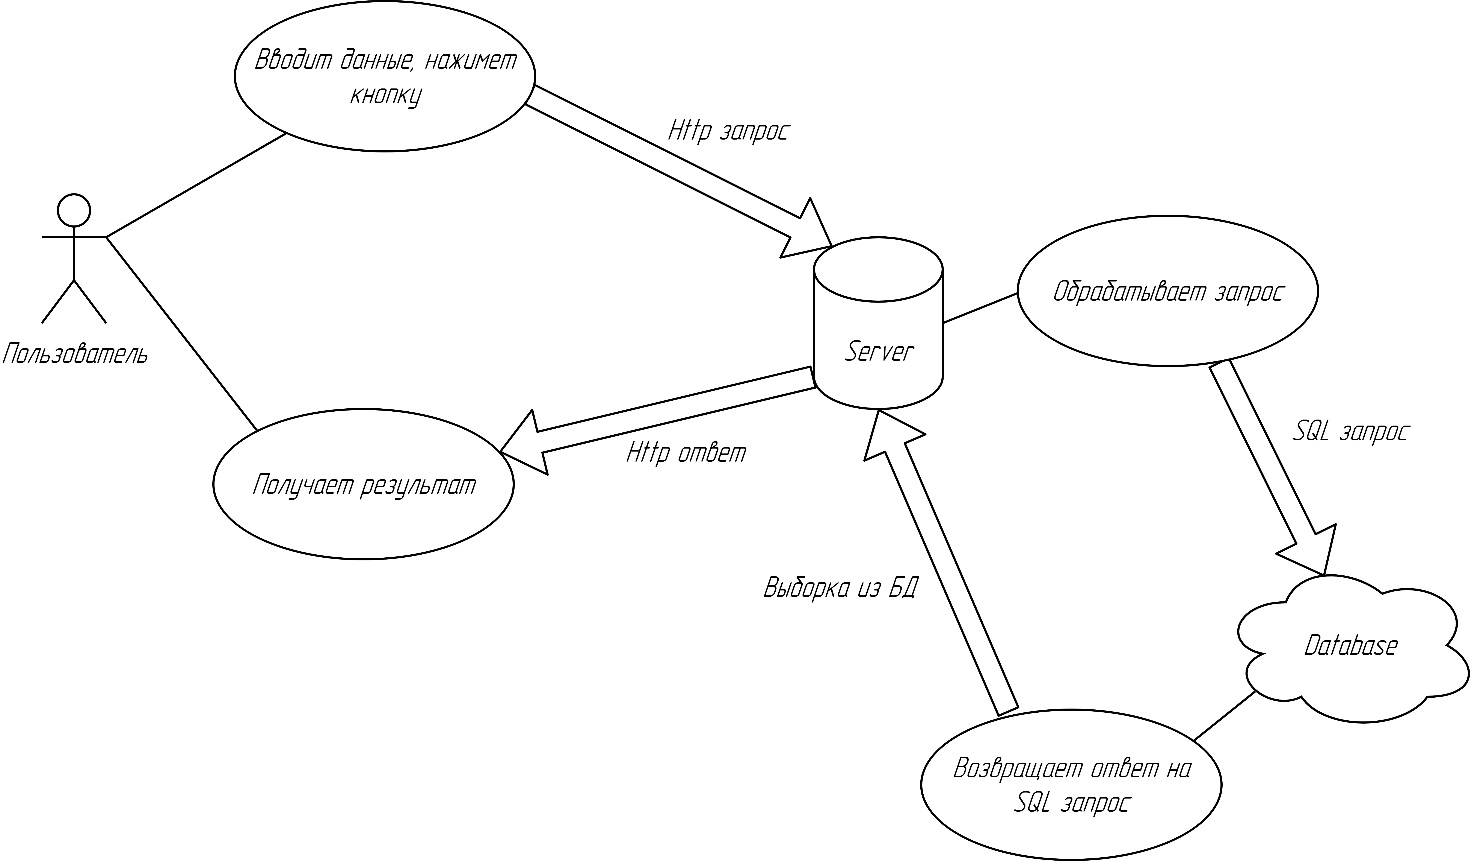 Вводит данные, нажимет
кнопку
Http запрос
Пользователь
Server
Обрабатывает запрос
Http ответ
SQL запрос
Получает результат
Выборка из БД
Database
Возвращает ответ на
SQL запрос